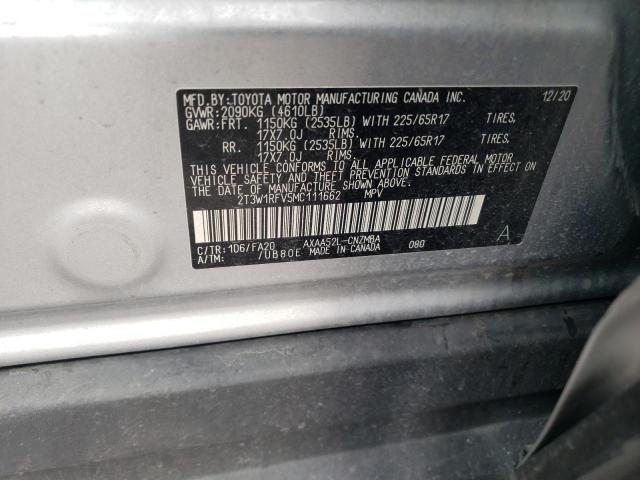 MFD.BY:TOYOTA MOTOR MANUFACTURING CANADA INC. 12/20
GVWR:2090KG (4610LB)
GAWR:FRT. 1150KG (2535LB) WITH 225/65R17 TIRES.
17X7.0J RIMS.
RR. 1150KG (2535LB) WITH 225/65R17 TIRES.
17X7.0J RIMS.
THIS VEHICLE CONFORMS TO ALL APPLICABLE FEDERAL MOTOR
VEHICLE SAFETY AND THEFT PREVENTION STANDARDS IN EFFECT
ON THE DATE OF MANUFACTURE SHOWN ABOVE.
2T3W1RFV5MC111662 MPV
A
C/TR:1D6/FA20 AXAA52L-CNZMBA 080
A/TM: /UB80E MADE IN CANADA